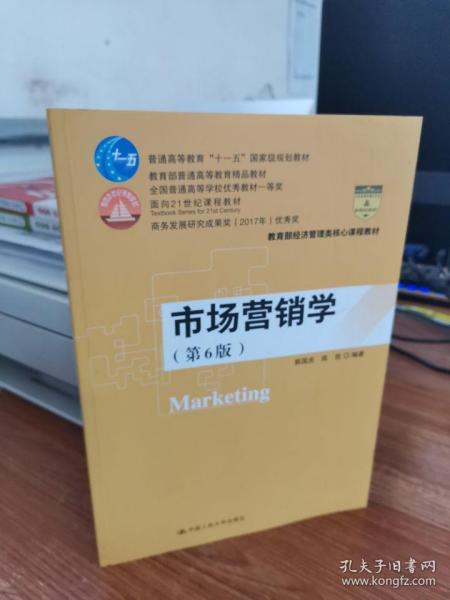 十一五
普通高等教育“十一五”国家级规划教材
教育部普通高等教育精品教材
全国普通高等学校优秀教材一等奖
面向21世纪课程教材
Textbook Series for 21st Century
商务发展研究成果奖（2017年）优秀奖
教育部经济管理类核心课程教材
市场营销学
（第6版）
编著
Marketing
中国人民大学出版社
孔夫子旧书网
www.kongfz.com